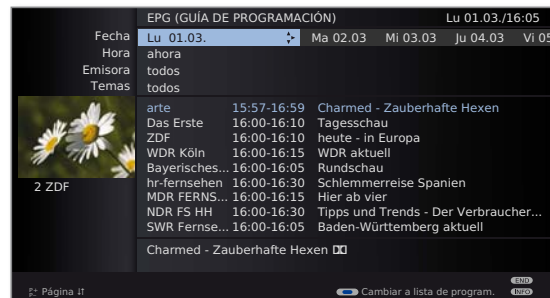 EPG (GUÍA DE PROGRAMACIÓN) Lu 01.03./16:05
Fecha Lu 01.03. Ma 02.03 Mi 03.03 Ju 04.03 Vi 05
Hora ahora
Emisora todos
Temas todos
arte 15:57-16:59 Charmed - Zauberhafte Hexen
Das Erste 16:00-16:10 Tagesschau
ZDF 16:00-16:10 heute - in Europa
WDR Köln 16:00-16:15 WDR aktuell
Bayerisches... 16:00-16:05 Rundschau
hr-fernsehen 16:00-16:30 Schlemmerreise Spanien
MDR FERNS... 16:00-16:15 Hier ab vier
NDR FS HH 16:00-16:30 Tipps und Trends - Der Verbraucher...
SWR Fernse... 16:00-16:05 Baden-Württemberg aktuell
2 ZDF
Charmed - Zauberhafte Hexen
END
P+ P- Página Cambiar a lista de program. INFO